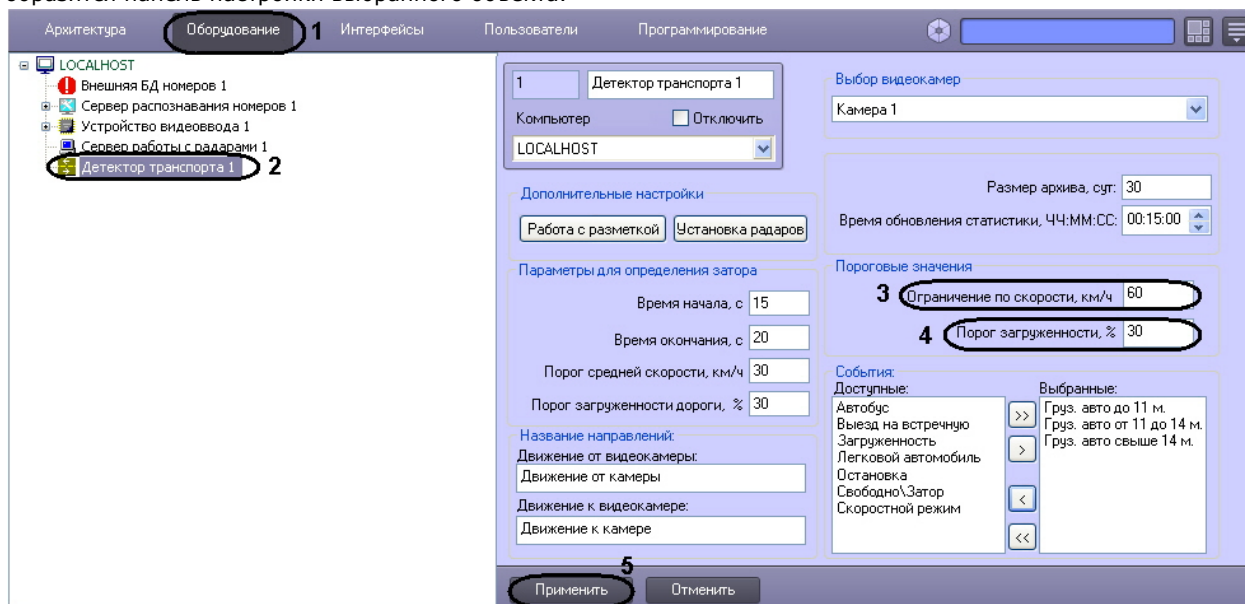 образится панель настройки выбранного объекта.
Архитектура Оборудование 1 Интерфейсы Пользователи Программирование
LOCALHOST
Внешняя БД номеров 1
Сервер распознавания номеров 1
Устройство видеоввода 1
Сервер работы с радарами 1
Детектор транспорта 1 2
1 Детектор транспорта 1
Компьютер Отключить
LOCALHOST
Дополнительные настройки
Работа с разметкой Установка радаров
Параметры для определения затора
Время начала, с 15
Время окончания, с 20
Порог средней скорости, км/ч 30
Порог загруженности дороги, % 30
Название направлений:
Движение от видеокамеры:
Движение от камеры
Движение к видеокамере:
Движение к камере
Выбор видеокамер
Камера 1
Размер архива, сут: 30
Время обновления статистики, ЧЧ:ММ:СС: 00:15:00
Пороговые значения
3 Ограничение по скорости, км/ч 60
4 Порог загруженности, % 30
События:
Доступные:
Автобус
Выезд на встречную
Загруженность
Легковой автомобиль
Остановка
Свободно\Затор
Скоростной режим
>>
>
<
<<
Выбранные:
Груз. авто до 11 м.
Груз. авто от 11 до 14 м.
Груз. авто свыше 14 м.
5
Применить Отменить